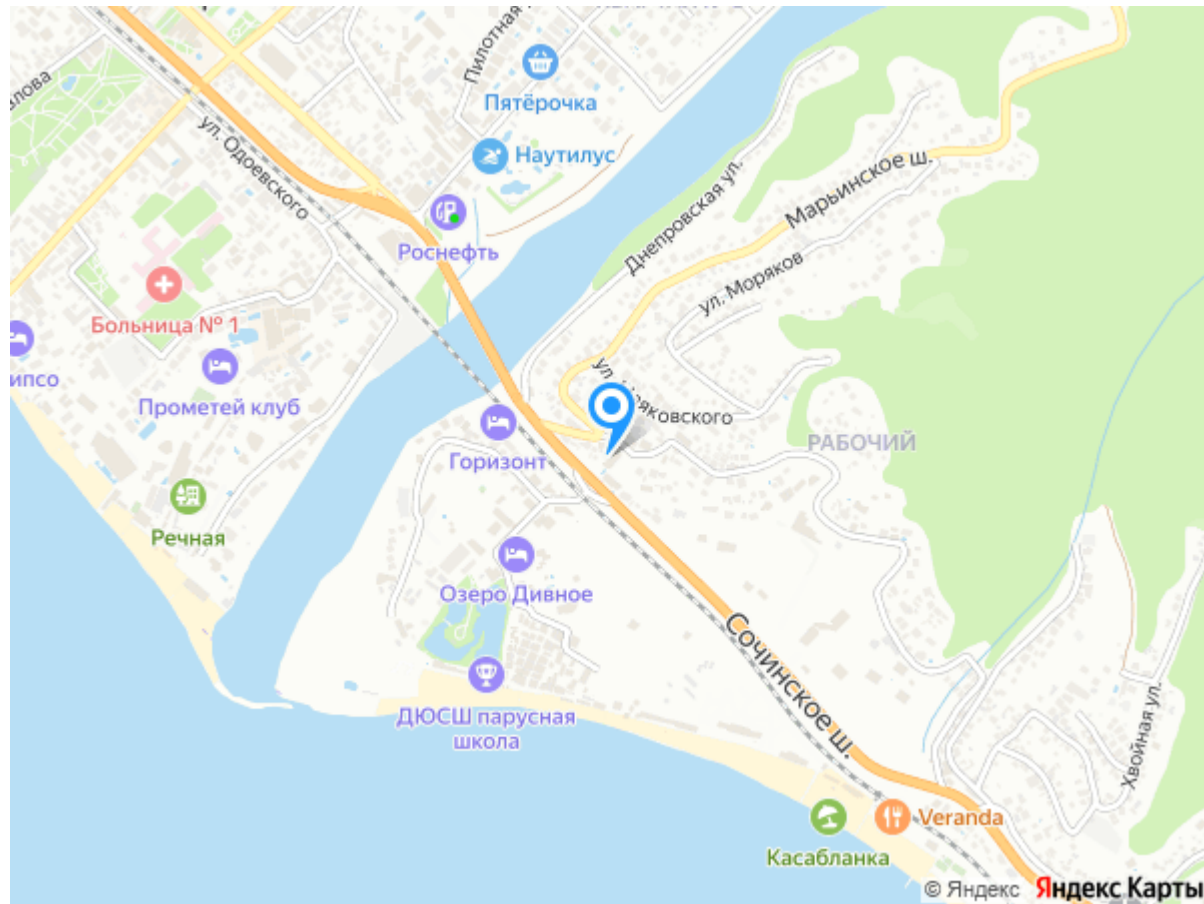 Пилотная
Пятёрочка
ул. Одоевского
Наутилус
Днепровская ул.
Марьинское ш.
Роснефть
ул. Моряков
Больница № 1
Прометей клуб
Горизонт
РАБОЧИЙ
Речная
Озеро Дивное
Сочинское ш.
ДЮСШ парусная
школа
Хвойная ул.
Veranda
Касабланка
© Яндекс Яндекс Карты